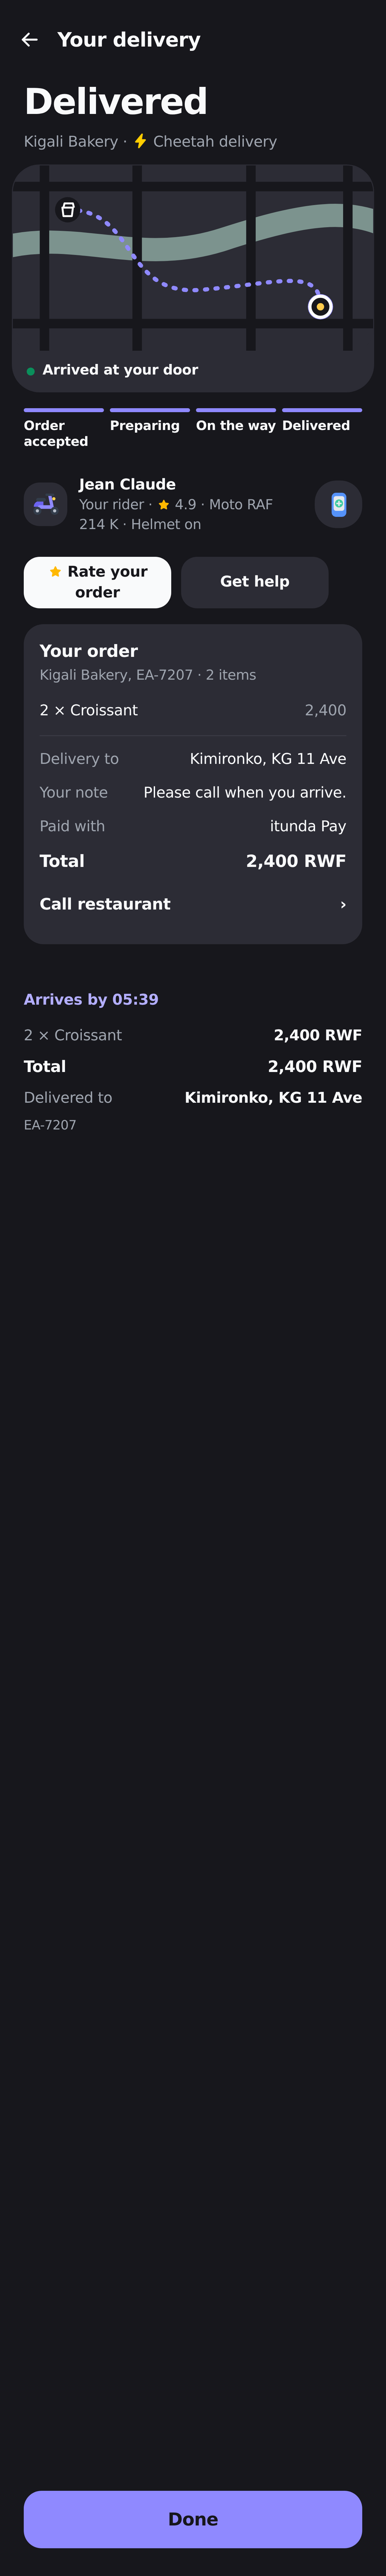 Your delivery
Delivered
Kigali Bakery · Cheetah delivery
Arrived at your door
Order accepted
Preparing
On the way
Delivered
Jean Claude
Your rider · 4.9 · Moto RAF
214 K · Helmet on
Rate your
order
Get help
Your order
Kigali Bakery, EA-7207 · 2 items
2 × Croissant 2,400
Delivery to Kimironko, KG 11 Ave
Your note Please call when you arrive.
Paid with itunda Pay
Total 2,400 RWF
Call restaurant ›
Arrives by 05:39
2 × Croissant 2,400 RWF
Total 2,400 RWF
Delivered to Kimironko, KG 11 Ave
EA-7207
Done